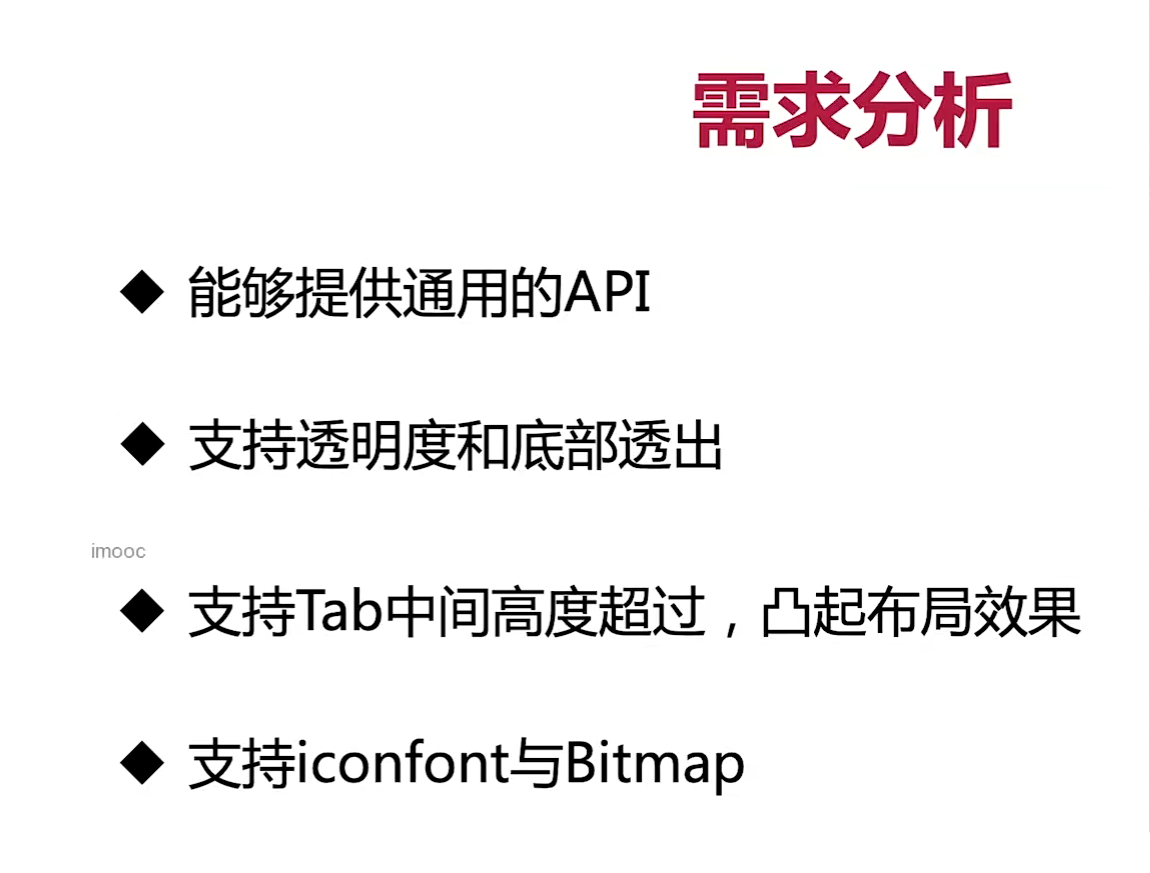 需求分析
◆ 能够提供通用的API
◆ 支持透明度和底部透出
imooc
◆ 支持Tab中间高度超过，凸起布局效果
◆ 支持iconfont与Bitmap